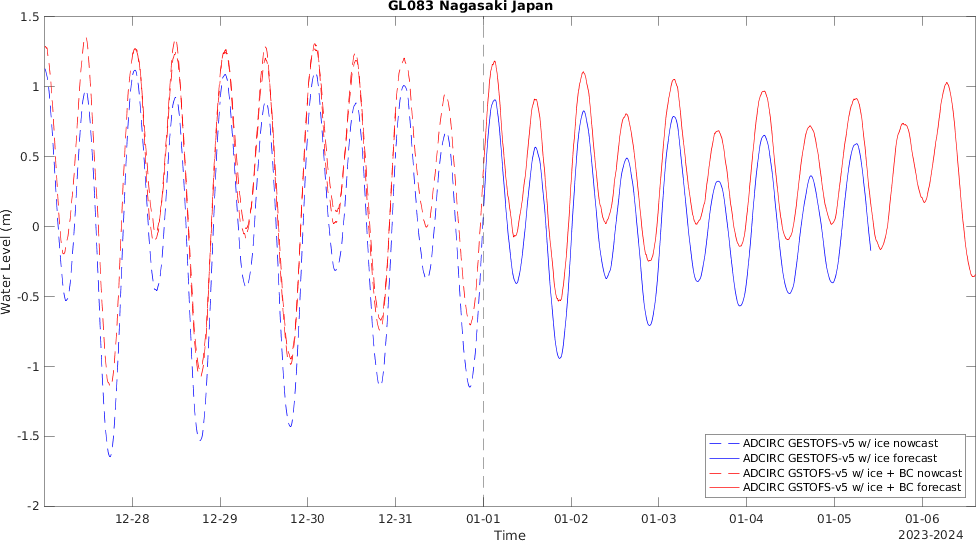 GL083 Nagasaki Japan
Water Level (m)
1.5
1
0.5
0
-0.5
-1
-1.5
-2
ADCIRC GESTOFS-v5 w/ ice nowcast
ADCIRC GESTOFS-v5 w/ ice forecast
ADCIRC GSTOFS-v5 w/ ice + BC nowcast
ADCIRC GSTOFS-v5 w/ ice + BC forecast
12-28 12-29 12-30 12-31 01-01 01-02 01-03 01-04 01-05 01-06
Time
2023-2024